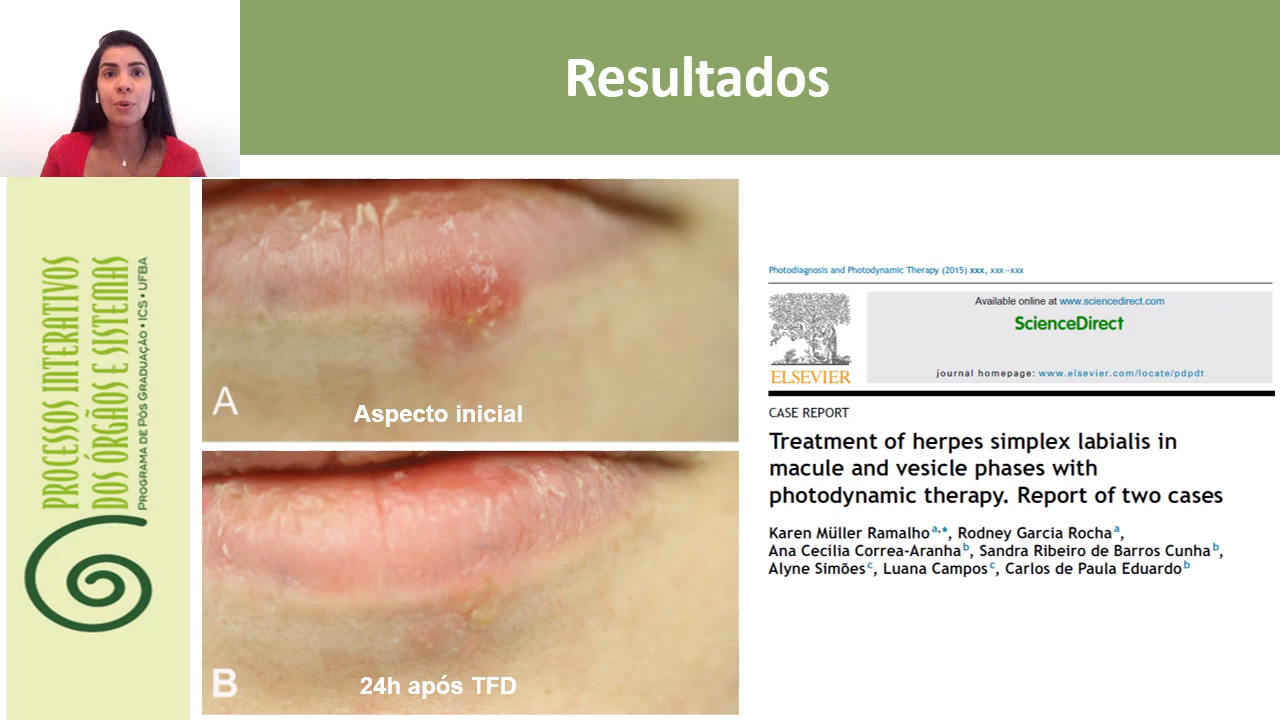 Resultados
PROCESSOS INTERATIVOS
DOS ÓRGÃOS E SISTEMAS
PROGRAMA DE PÓS GRADUAÇÃO • ICS • UFBA
A
Aspecto inicial
B
24h após TFD
Photodiagnosis and Photodynamic Therapy (2015) xxx, xxx—xxx
Available online at www.sciencedirect.com
ScienceDirect
journal homepage: www.elsevier.com/locate/pdpdt
ELSEVIER
CASE REPORT
Treatment of herpes simplex labialis in
macule and vesicle phases with
photodynamic therapy. Report of two cases
Karen Müller Ramalho a,*, Rodney Garcia Rocha a,
Ana Cecília Correa-Aranha b, Sandra Ribeiro de Barros Cunha b,
Alyne Simões c, Luana Campos c, Carlos de Paula Eduardo b